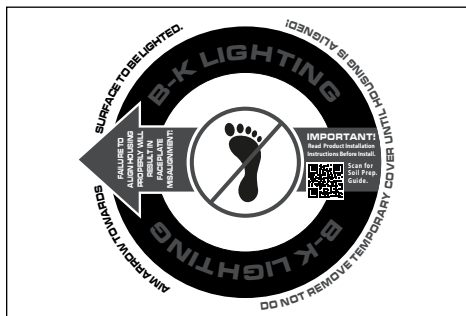 AIM ARROW TOWARDS
SURFACE TO BE LIGHTED.
B-K LIGHTING
FAILURE TO
ALIGN HOUSING
PROPERLY WILL
RESULT IN
FACEPLATE
MISALIGNMENT!
IMPORTANT!
Read Product Installation
Instructions Before Install.
Scan for
Soil Prep.
Guide.
B-K LIGHTING
DO NOT REMOVE TEMPORARY COVER UNTIL HOUSING IS ALIGNED!